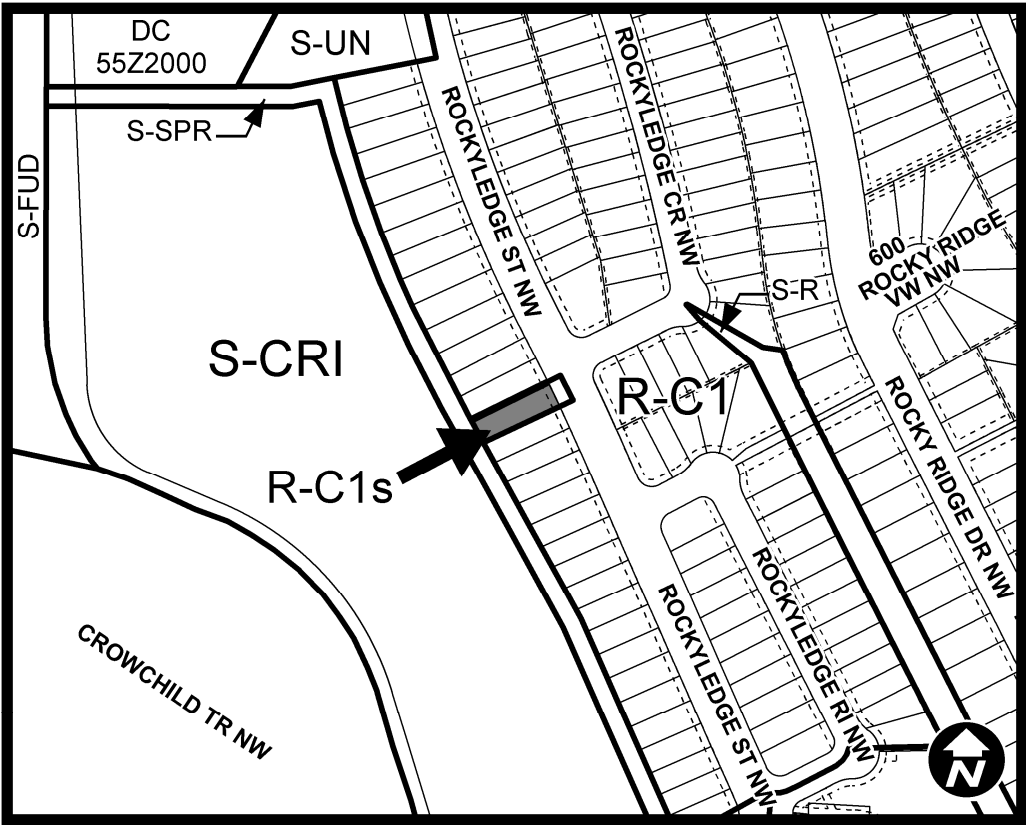 DC
55Z2000
S-UN
S-SPR
S-FUD
ROCKYLEDGE ST NW
ROCKYLEDGE CR NW
600
ROCKY RIDGE
VW NW
S-R
S-CRI
R-C1
R-C1s
ROCKY RIDGE DR NW
ROCKYLEDGE RI NW
ROCKYLEDGE ST NW
CROWCHILD TR NW
N